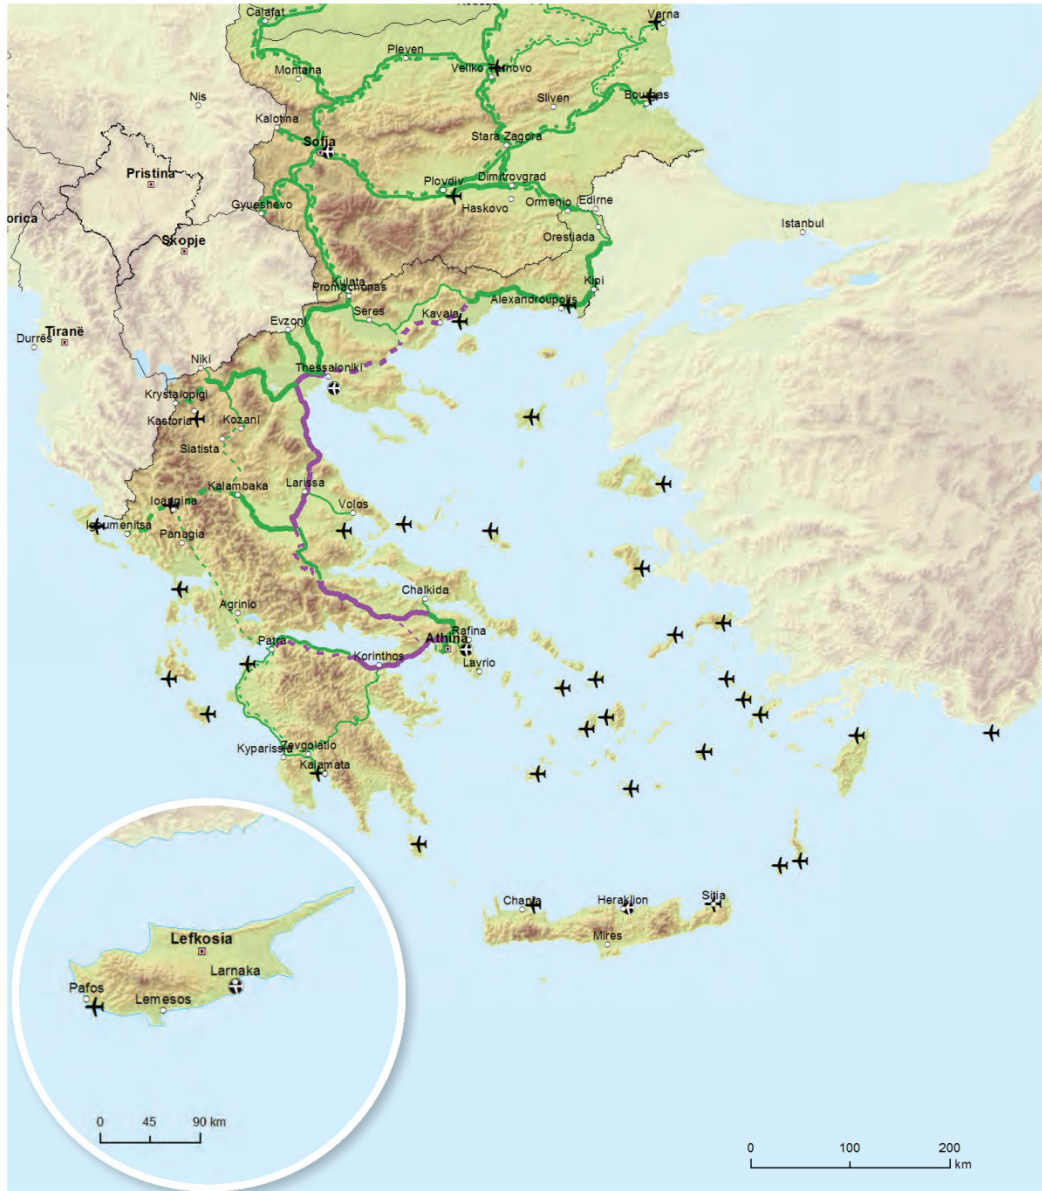 Calafat
Varna
Pleven
Montana
Veliko Tarnovo
Nis
Sliven
Bourgas
Kalotina
Sofia
Stara Zagora
Pristina
Plovdiv
Dimitrovgrad
Gyueshevo
Haskovo
Ormenio
Edirne
orica
Istanbul
Orestiada
Skopje
Kulata
Promachonas
Kipi
Alexandroupolis
Seres
Kavala
Evzoni
Tiranë
Durrës
Niki
Thessaloniki
Krystalopigi
Kastoria
Kozani
Siatista
Kalambaka
Larissa
Ioannina
Volos
Igoumenitsa
Panagia
Chalkida
Agrinio
Rafina
Patra
Athina
Korinthos
Lavrio
Zevgolatio
Kyparissia
Kalamata
Chania
Heraklion
Sitia
Mires
Lefkosia
Larnaka
Pafos
Lemesos
0 45 90 km
0 100 200
km